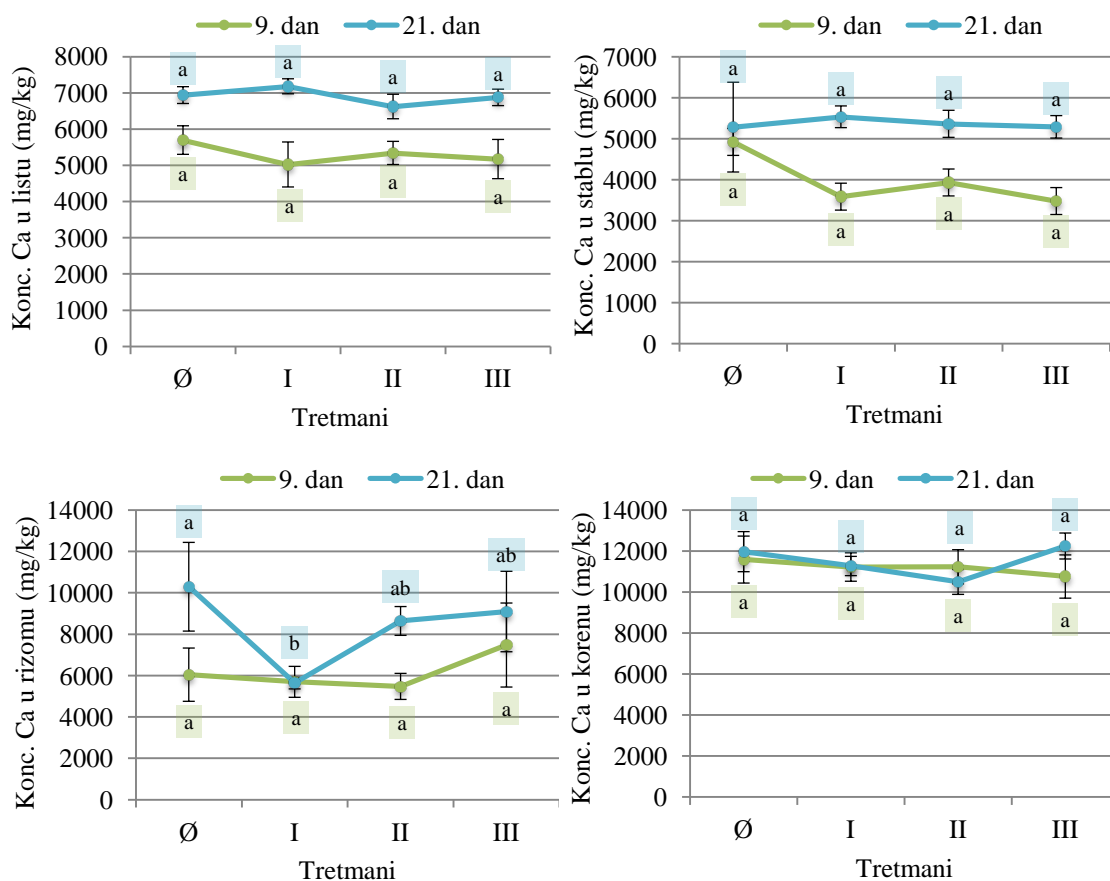 9. dan 21. dan
Konc. Ca u listu (mg/kg)
8000
7000
6000
5000
4000
3000
2000
1000
0
a a a a
a a a a
Ø I II III
Tretmani
9. dan 21. dan
Konc. Ca u stablu (mg/kg)
7000
6000
5000
4000
3000
2000
1000
0
a a a a
a a a a
Ø I II III
Tretmani
9. dan 21. dan
Konc. Ca u rizomu (mg/kg)
14000
12000
10000
8000
6000
4000
2000
0
a b ab ab
a a a a
Ø I II III
Tretmani
9. dan 21. dan
Konc. Ca u korenu (mg/kg)
14000
12000
10000
8000
6000
4000
2000
0
a a a a
a a a a
Ø I II III
Tretmani